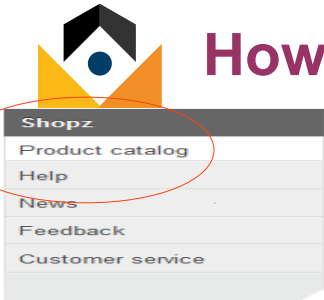 How
Shopz
Product catalog
Help
News
Feedback
Customer service